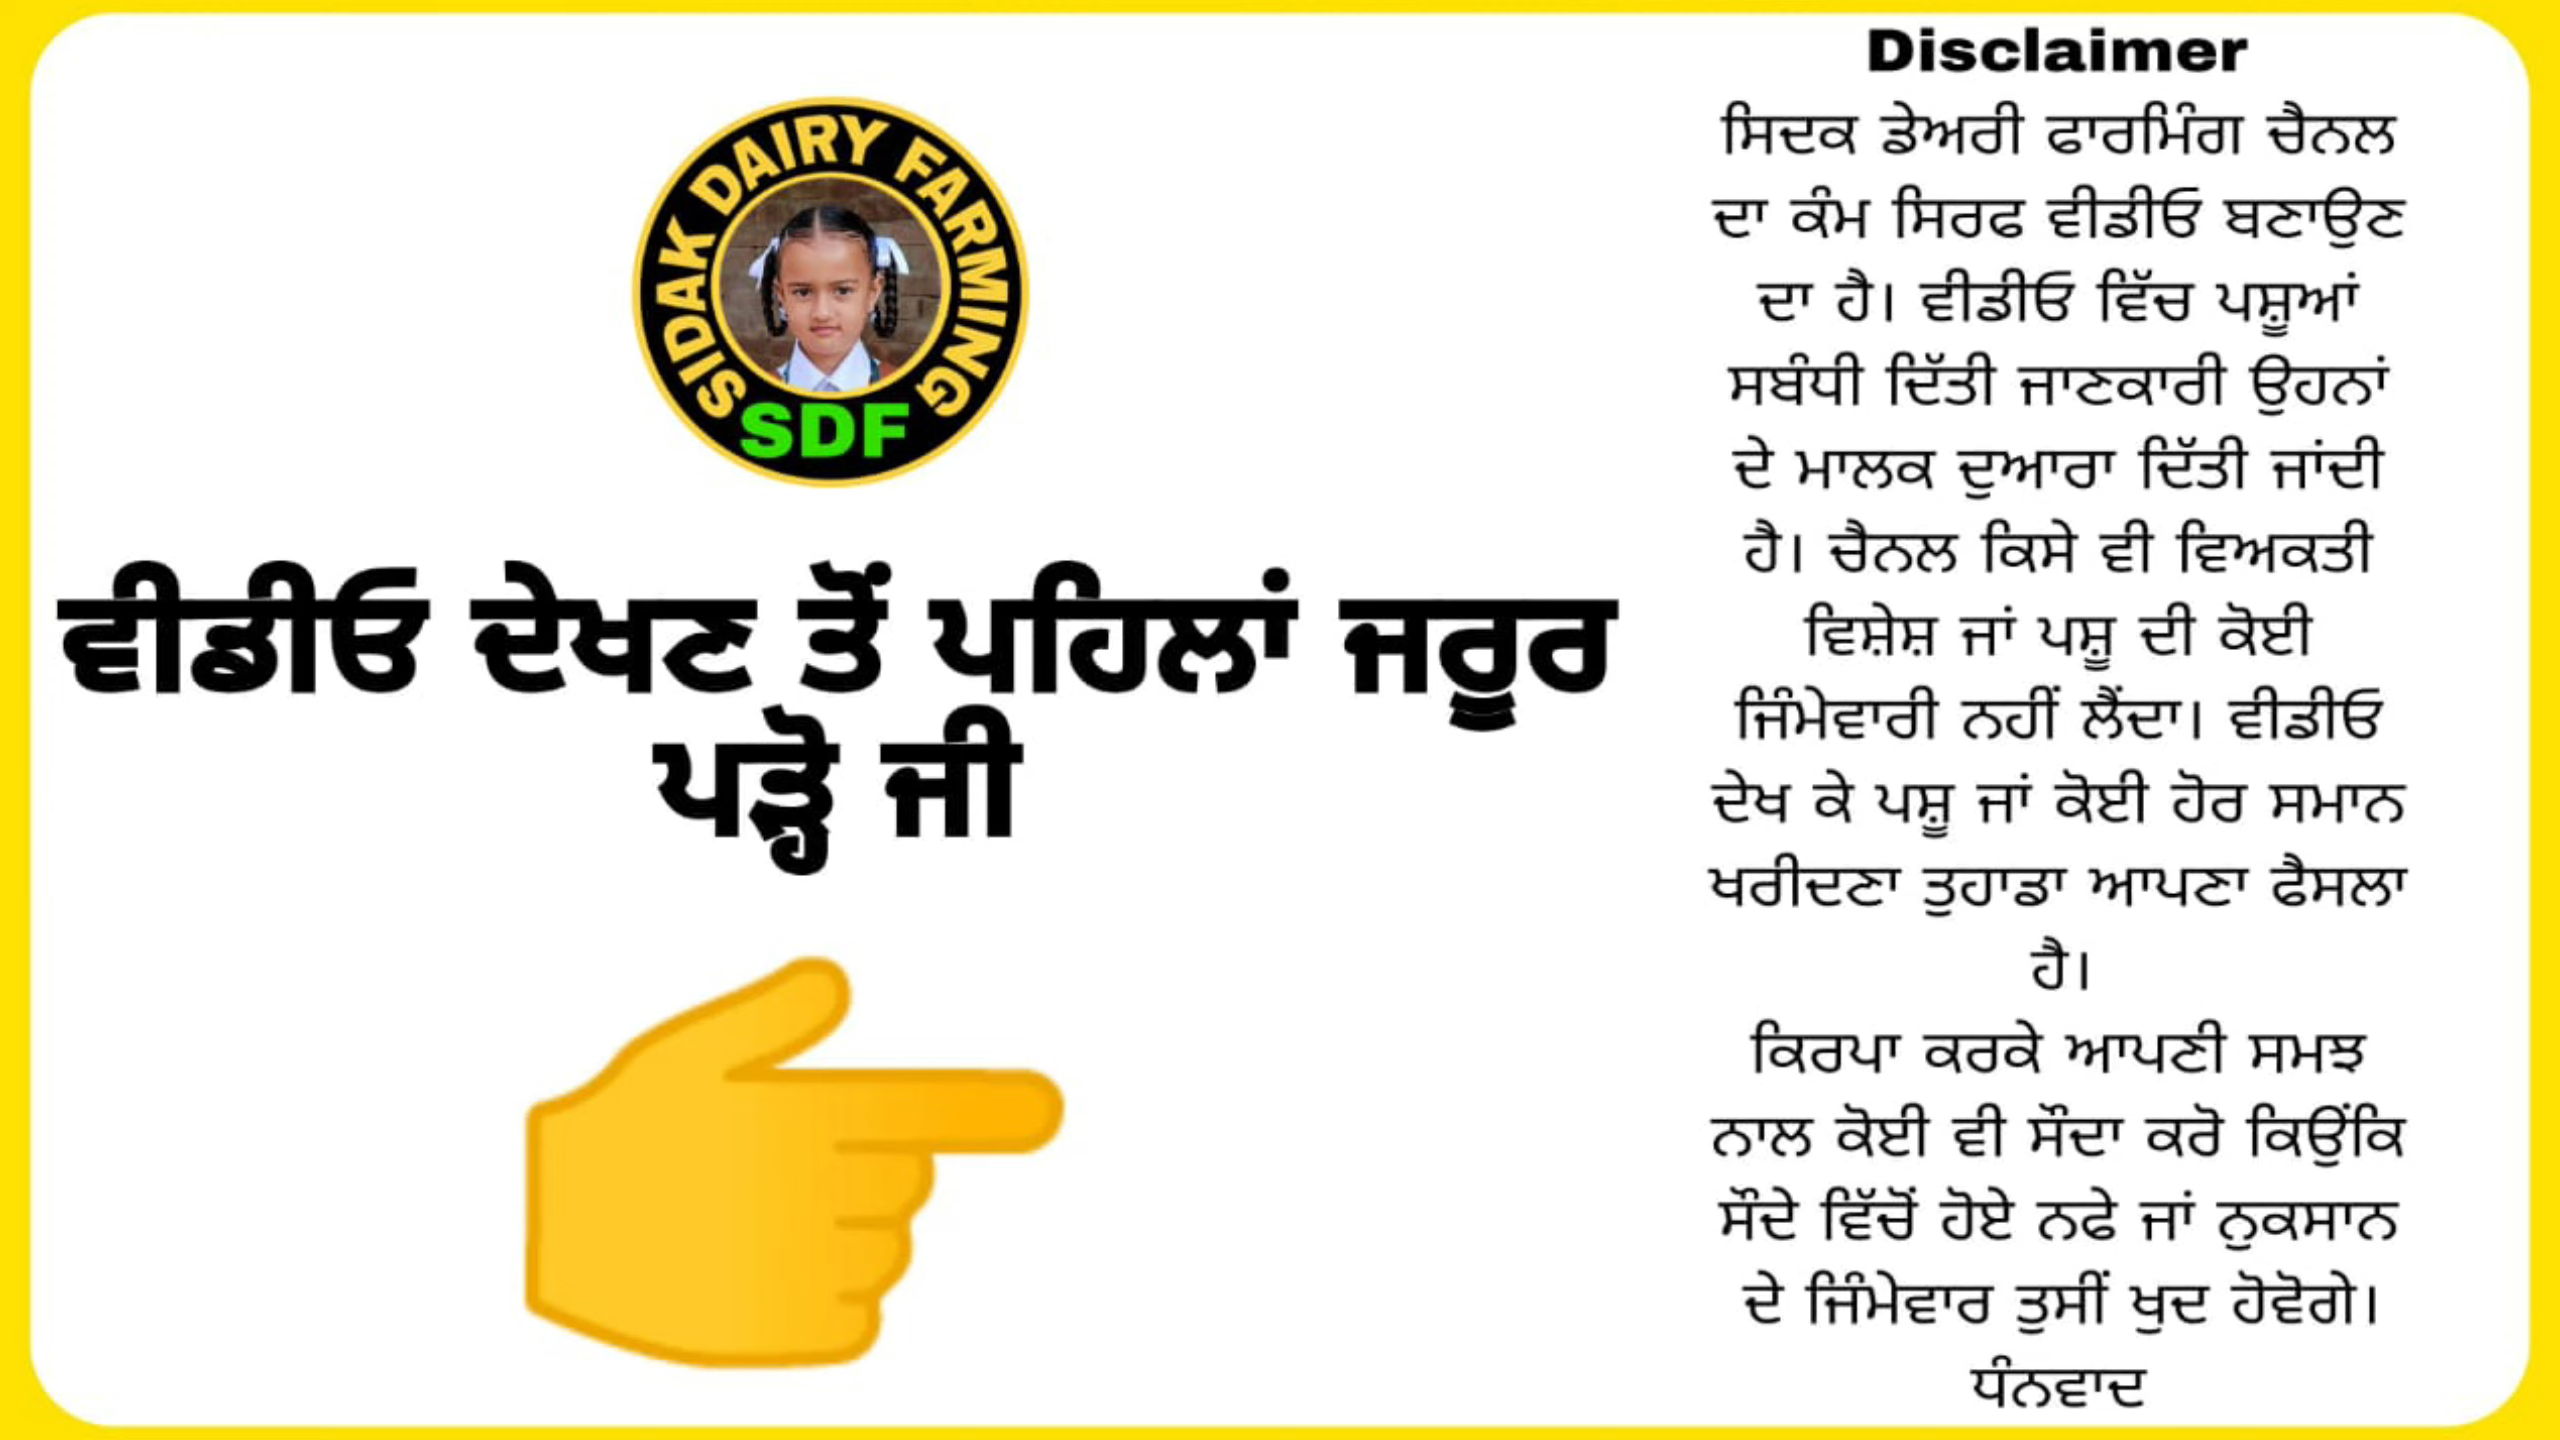 SIDAK DAIRY FARMING
SDF
ਵੀਡੀਓ ਦੇਖਣ ਤੋਂ ਪਹਿਲਾਂ ਜਰੂਰ
ਪੜ੍ਹੋ ਜੀ
Disclaimer
ਸਿਦਕ ਡੇਅਰੀ ਫਾਰਮਿੰਗ ਚੈਨਲ
ਦਾ ਕੰਮ ਸਿਰਫ ਵੀਡੀਓ ਬਣਾਉਣ
ਦਾ ਹੈ। ਵੀਡੀਓ ਵਿੱਚ ਪਸ਼ੂਆਂ
ਸਬੰਧੀ ਦਿੱਤੀ ਜਾਣਕਾਰੀ ਉਹਨਾਂ
ਦੇ ਮਾਲਕ ਦੁਆਰਾ ਦਿੱਤੀ ਜਾਂਦੀ
ਹੈ। ਚੈਨਲ ਕਿਸੇ ਵੀ ਵਿਅਕਤੀ
ਵਿਸ਼ੇਸ਼ ਜਾਂ ਪਸ਼ੂ ਦੀ ਕੋਈ
ਜਿੰਮੇਵਾਰੀ ਨਹੀਂ ਲੈਂਦਾ। ਵੀਡੀਓ
ਦੇਖ ਕੇ ਪਸ਼ੂ ਜਾਂ ਕੋਈ ਹੋਰ ਸਮਾਨ
ਖਰੀਦਣਾ ਤੁਹਾਡਾ ਆਪਣਾ ਫੈਸਲਾ
ਹੈ।
ਕਿਰਪਾ ਕਰਕੇ ਆਪਣੀ ਸਮਝ
ਨਾਲ ਕੋਈ ਵੀ ਸੌਦਾ ਕਰੋ ਕਿਉਂਕਿ
ਸੌਦੇ ਵਿੱਚੋਂ ਹੋਏ ਨਫੇ ਜਾਂ ਨੁਕਸਾਨ
ਦੇ ਜਿੰਮੇਵਾਰ ਤੁਸੀਂ ਖੁਦ ਹੋਵੋਗੇ।
ਧੰਨਵਾਦ